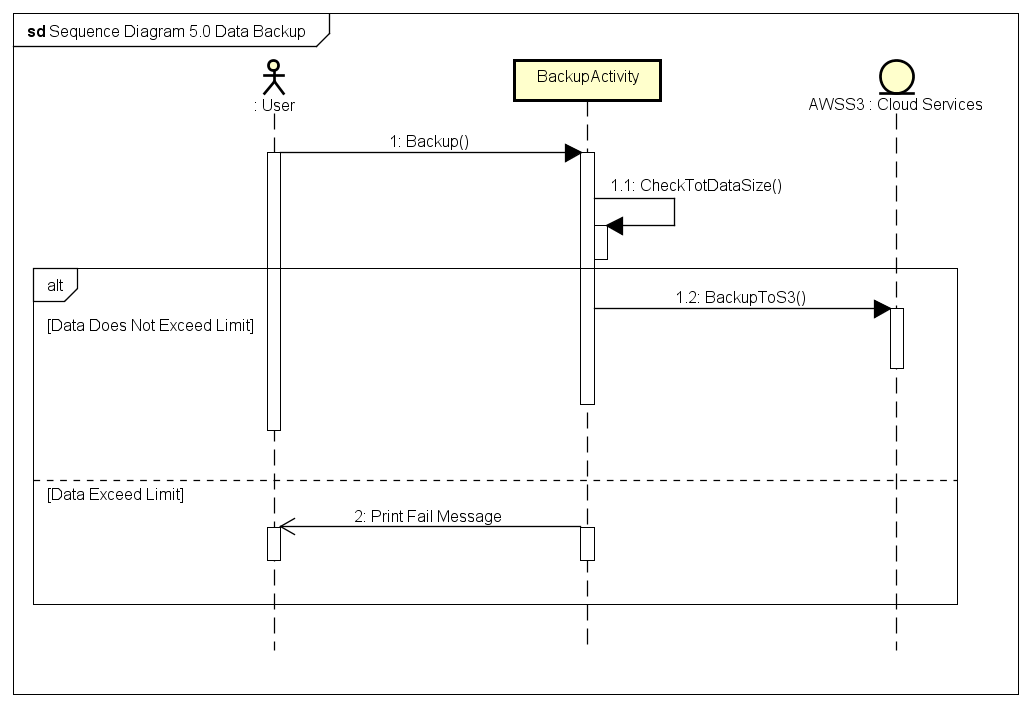 sd Sequence Diagram 5.0 Data Backup
: User
BackupActivity
AWSS3 : Cloud Services
1: Backup()
1.1: CheckTotDataSize()
alt
1.2: BackupToS3()
[Data Does Not Exceed Limit]
[Data Exceed Limit]
2: Print Fail Message